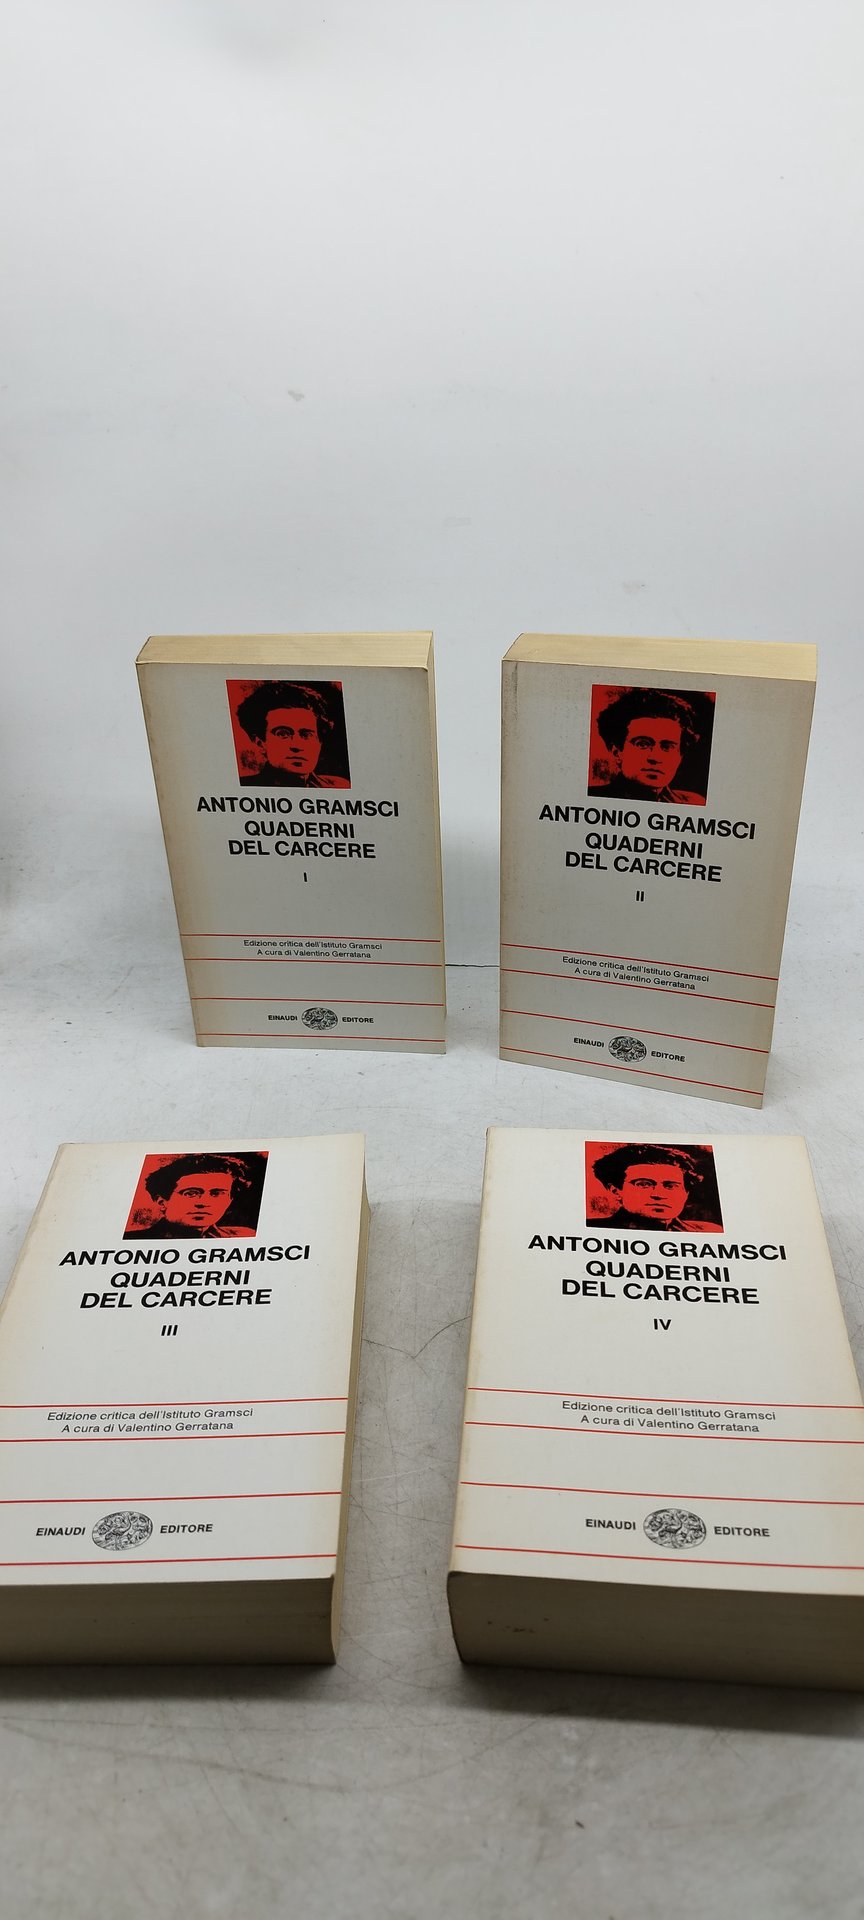 ANTONIO GRAMSCI
QUADERNI
DEL CARCERE
I
Edizione critica dell'Istituto Gramsci
A cura di Valentino Gerratana
EINAUDI EDITORE
ANTONIO GRAMSCI
QUADERNI
DEL CARCERE
II
Edizione critica dell'Istituto Gramsci
A cura di Valentino Gerratana
EINAUDI EDITORE
ANTONIO GRAMSCI
QUADERNI
DEL CARCERE
III
Edizione critica dell'Istituto Gramsci
A cura di Valentino Gerratana
EINAUDI EDITORE
ANTONIO GRAMSCI
QUADERNI
DEL CARCERE
IV
Edizione critica dell'Istituto Gramsci
A cura di Valentino Gerratana
EINAUDI EDITORE